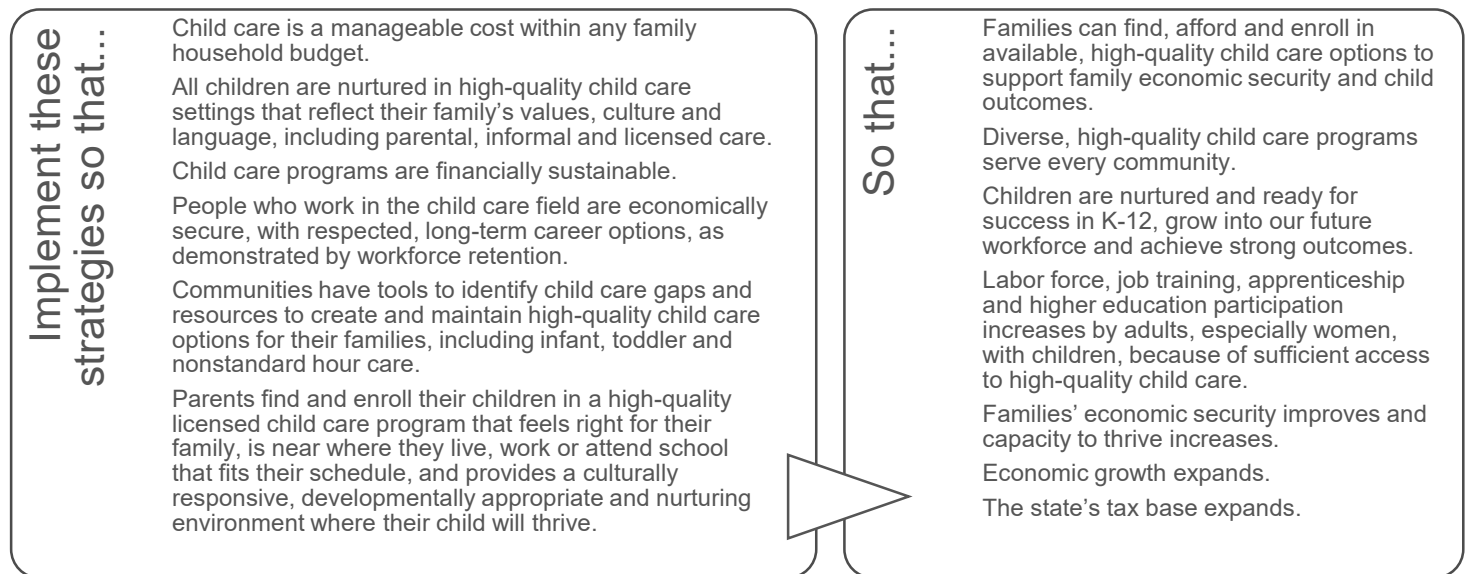 Implement these
strategies so that...
Child care is a manageable cost within any family
household budget.
All children are nurtured in high-quality child care
settings that reflect their family's values, culture and
language, including parental, informal and licensed care.
Child care programs are financially sustainable.
People who work in the child care field are economically
secure, with respected, long-term career options, as
demonstrated by workforce retention.
Communities have tools to identify child care gaps and
resources to create and maintain high-quality child care
options for their families, including infant, toddler and
nonstandard hour care.
Parents find and enroll their children in a high-quality
licensed child care program that feels right for their
family, is near where they live, work or attend school
that fits their schedule, and provides a culturally
responsive, developmentally appropriate and nurturing
environment where their child will thrive.
So that...
Families can find, afford and enroll in
available, high-quality child care options to
support family economic security and child
outcomes.
Diverse, high-quality child care programs
serve every community.
Children are nurtured and ready for
success in K-12, grow into our future
workforce and achieve strong outcomes.
Labor force, job training, apprenticeship
and higher education participation
increases by adults, especially women,
with children, because of sufficient access
to high-quality child care.
Families' economic security improves and
capacity to thrive increases.
Economic growth expands.
The state's tax base expands.